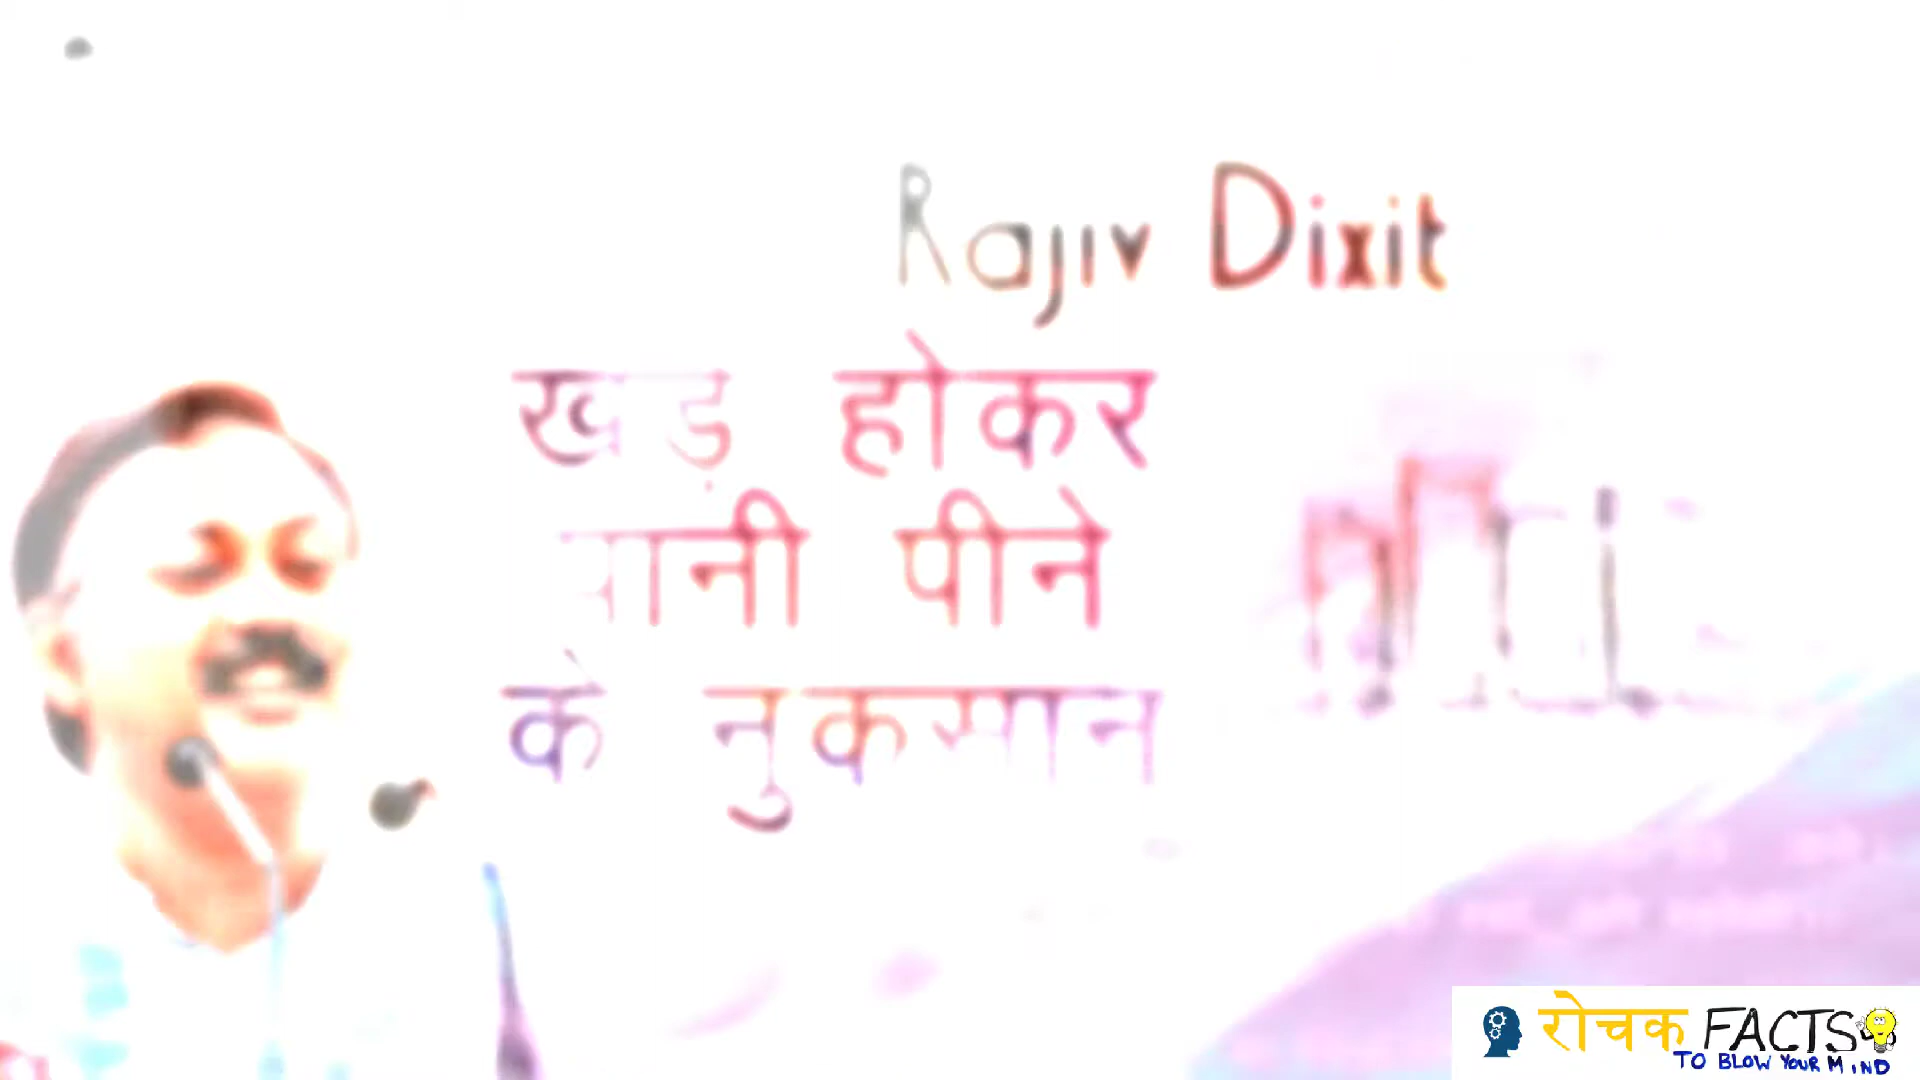 Rajiv Dixit
खड़े होकर
पानी पीने
के नुकसान
रोचक FACTS
TO BLOW YOUR MIND